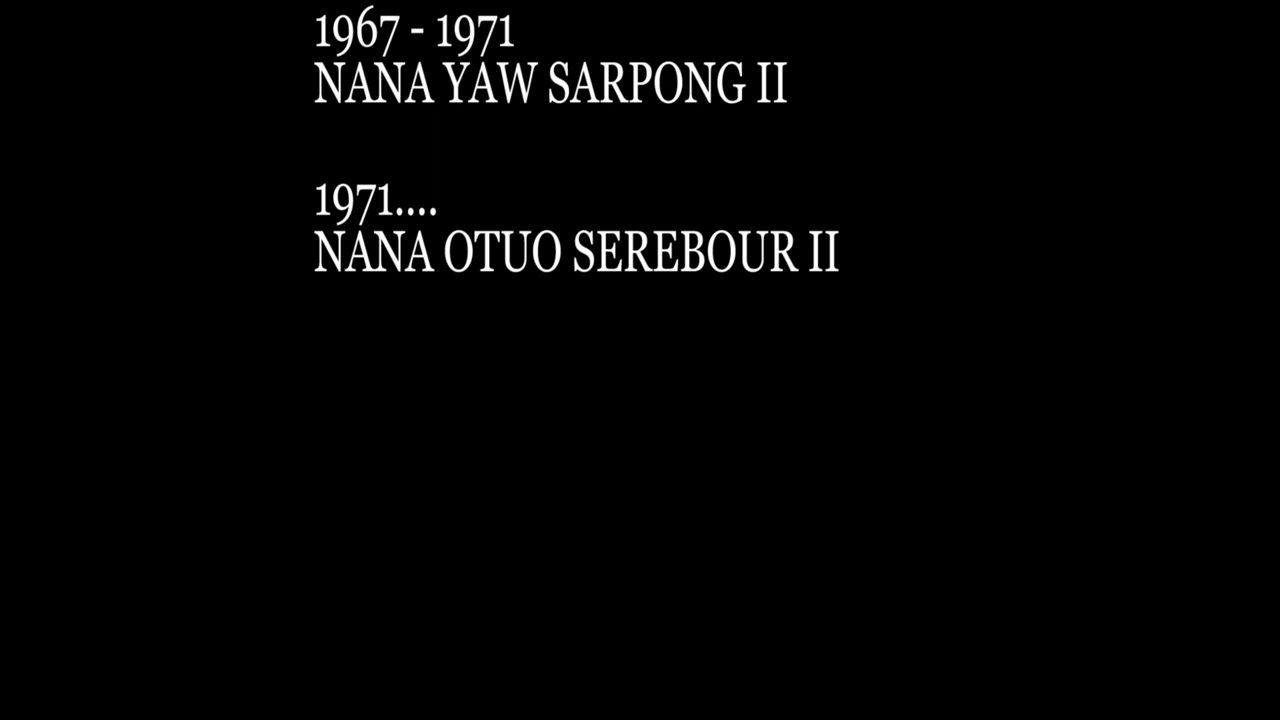 1967 - 1971
NANA YAW SARPONG II
1971....
NANA OTUO SEREBOUR II